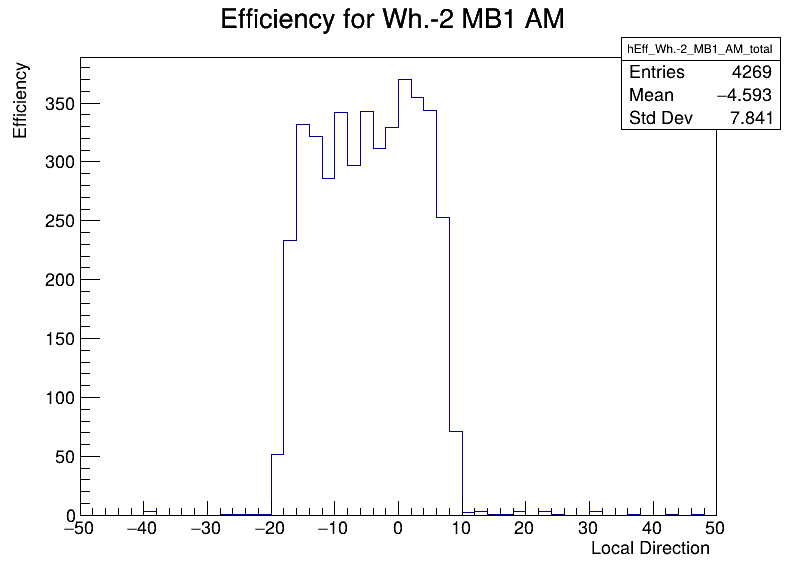 Efficiency for Wh.-2 MB1 AM
hEff_Wh.-2_MB1_AM_total
Entries 4269
Mean −4.593
Std Dev 7.841
Efficiency
350
300
250
200
150
100
50
0
−50 −40 −30 −20 −10 0 10 20 30 40 50
Local Direction